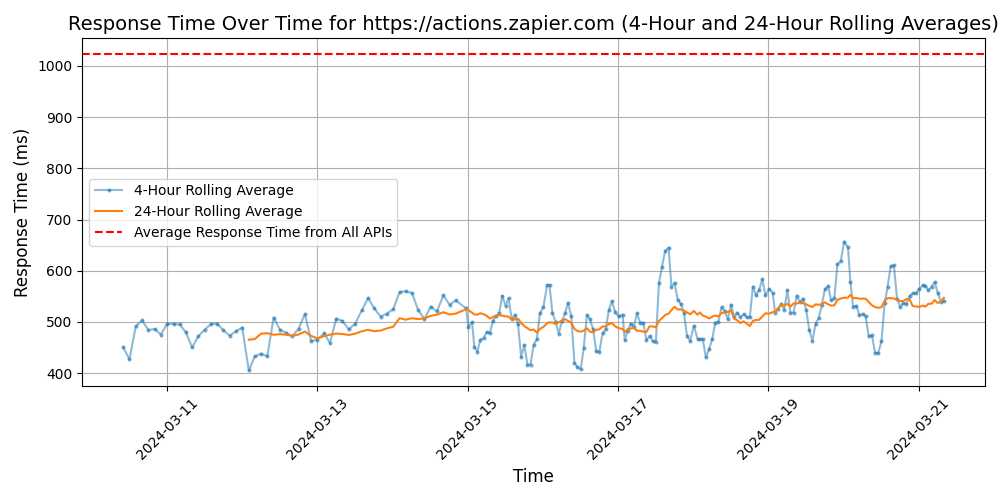 Response Time Over Time for https://actions.zapier.com (4-Hour and 24-Hour Rolling Averages)
Response Time (ms)
1000
900
800
700
600
500
400
4-Hour Rolling Average
24-Hour Rolling Average
Average Response Time from All APIs
2024-03-11
2024-03-13
2024-03-15
2024-03-17
2024-03-19
2024-03-21
Time